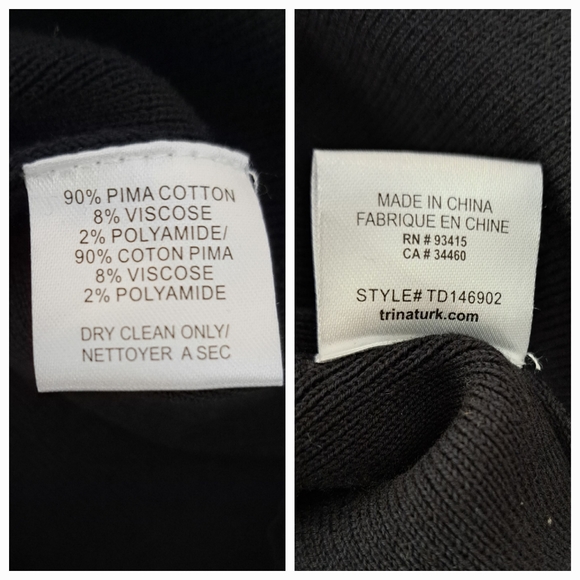 90% PIMA COTTON
8% VISCOSE
2% POLYAMIDE/
90% COTON PIMA
8% VISCOSE
2% POLYAMIDE
DRY CLEAN ONLY/
NETTOYER A SEC
MADE IN CHINA
FABRIQUE EN CHINE
RN # 93415
CA # 34460
STYLE# TD146902
trinaturk.com